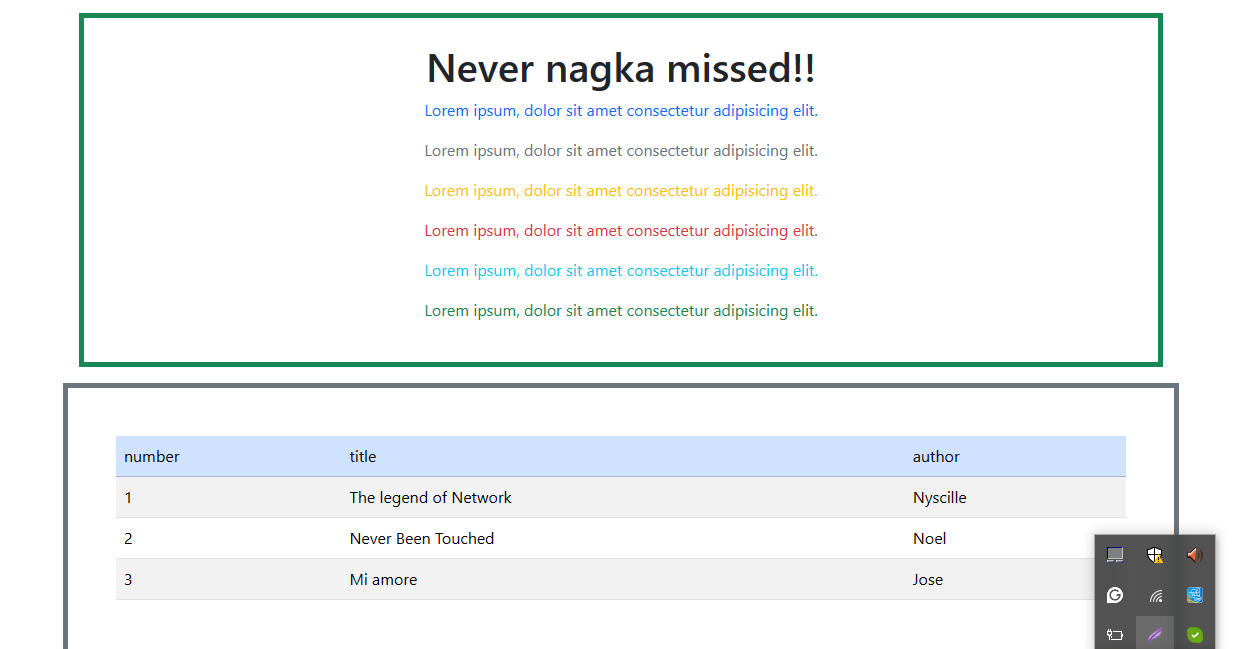 Never nagka missed!!
Lorem ipsum, dolor sit amet consectetur adipisicing elit.
Lorem ipsum, dolor sit amet consectetur adipisicing elit.
Lorem ipsum, dolor sit amet consectetur adipisicing elit.
Lorem ipsum, dolor sit amet consectetur adipisicing elit.
Lorem ipsum, dolor sit amet consectetur adipisicing elit.
Lorem ipsum, dolor sit amet consectetur adipisicing elit.
number title author
1 The legend of Network Nyscille
2 Never Been Touched Noel
3 Mi amore Jose